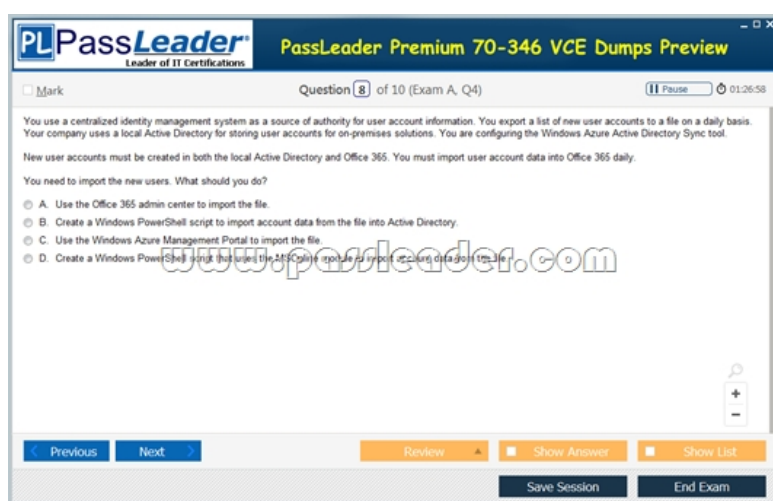 PL PassLeader®
Leader of IT Certifications
PassLeader Premium 70-346 VCE Dumps Preview
Mark
Question 8 of 10 (Exam A, Q4)
Pause
01:26:58
You use a centralized identity management system as a source of authority for user account information. You export a list of new user accounts to a file on a daily basis.
Your company uses a local Active Directory for storing user accounts for on-premises solutions. You are configuring the Windows Azure Active Directory Sync tool.
New user accounts must be created in both the local Active Directory and Office 365. You must import user account data into Office 365 daily.
You need to import the new users. What should you do?
A. Use the Office 365 admin center to import the file.
B. Create a Windows PowerShell script to import account data from the file into Active Directory.
C. Use the Windows Azure Management Portal to import the file.
D. Create a Windows PowerShell script that uses the MSOnline module to import account data from the file.
www.passleader.com
Previous
Next
Review
Show Answer
Show List
Save Session
End Exam